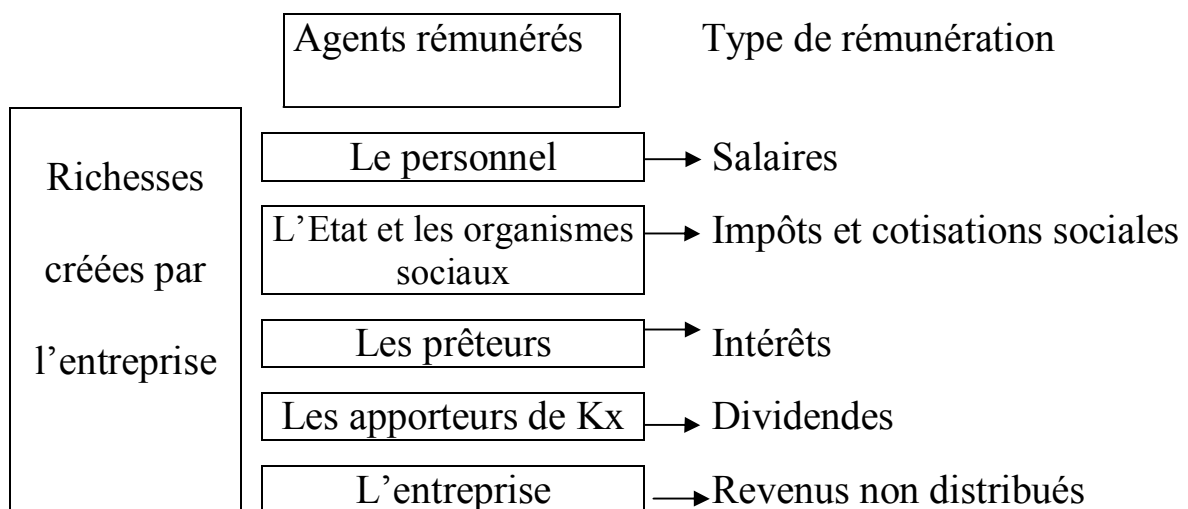 Agents rémunérés Type de rémunération
Richesses
créées par
l’entreprise
Le personnel Salaires
L’Etat et les organismes
sociaux
Impôts et cotisations sociales
Les prêteurs Intérêts
Les apporteurs de Kx Dividendes
L’entreprise Revenus non distribués